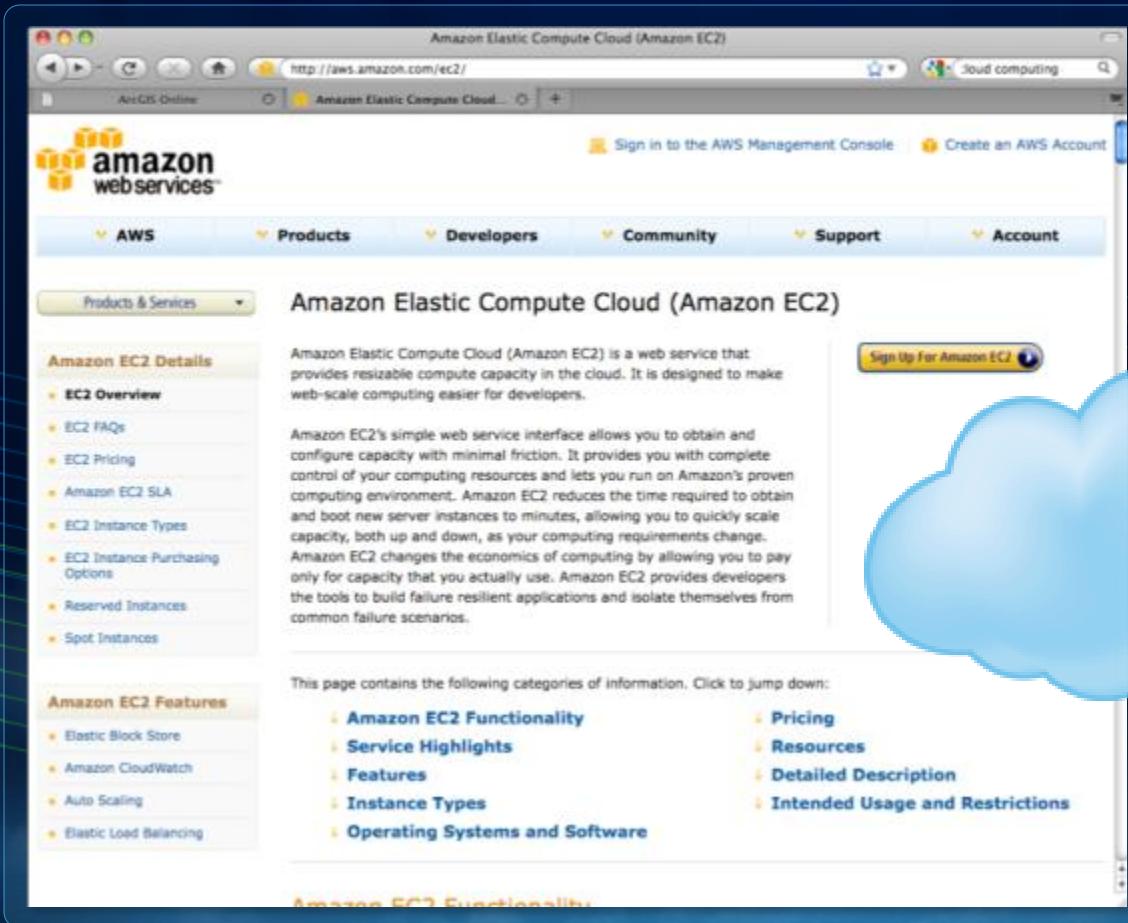 Amazon Elastic Compute Cloud (Amazon EC2)
http://aws.amazon.com/ec2/
loud computing
ArcGIS Online
Amazon Elastic Compute Cloud...
amazon
web services™
Sign in to the AWS Management Console
Create an AWS Account
AWS
Products
Developers
Community
Support
Account
Products & Services
Amazon Elastic Compute Cloud (Amazon EC2)
Amazon EC2 Details
EC2 Overview
EC2 FAQs
EC2 Pricing
Amazon EC2 SLA
EC2 Instance Types
EC2 Instance Purchasing
Options
Reserved Instances
Spot Instances
Amazon EC2 Features
Elastic Block Store
Amazon CloudWatch
Auto Scaling
Elastic Load Balancing
Amazon Elastic Compute Cloud (Amazon EC2) is a web service that
provides resizable compute capacity in the cloud. It is designed to make
web-scale computing easier for developers.
Amazon EC2's simple web service interface allows you to obtain and
configure capacity with minimal friction. It provides you with complete
control of your computing resources and lets you run on Amazon's proven
computing environment. Amazon EC2 reduces the time required to obtain
and boot new server instances to minutes, allowing you to quickly scale
capacity, both up and down, as your computing requirements change.
Amazon EC2 changes the economics of computing by allowing you to pay
only for capacity that you actually use. Amazon EC2 provides developers
the tools to build failure resilient applications and isolate themselves from
common failure scenarios.
Sign Up For Amazon EC2
This page contains the following categories of information. Click to jump down:
Amazon EC2 Functionality
Service Highlights
Features
Instance Types
Operating Systems and Software
Pricing
Resources
Detailed Description
Intended Usage and Restrictions
Amazon EC2 Functionality